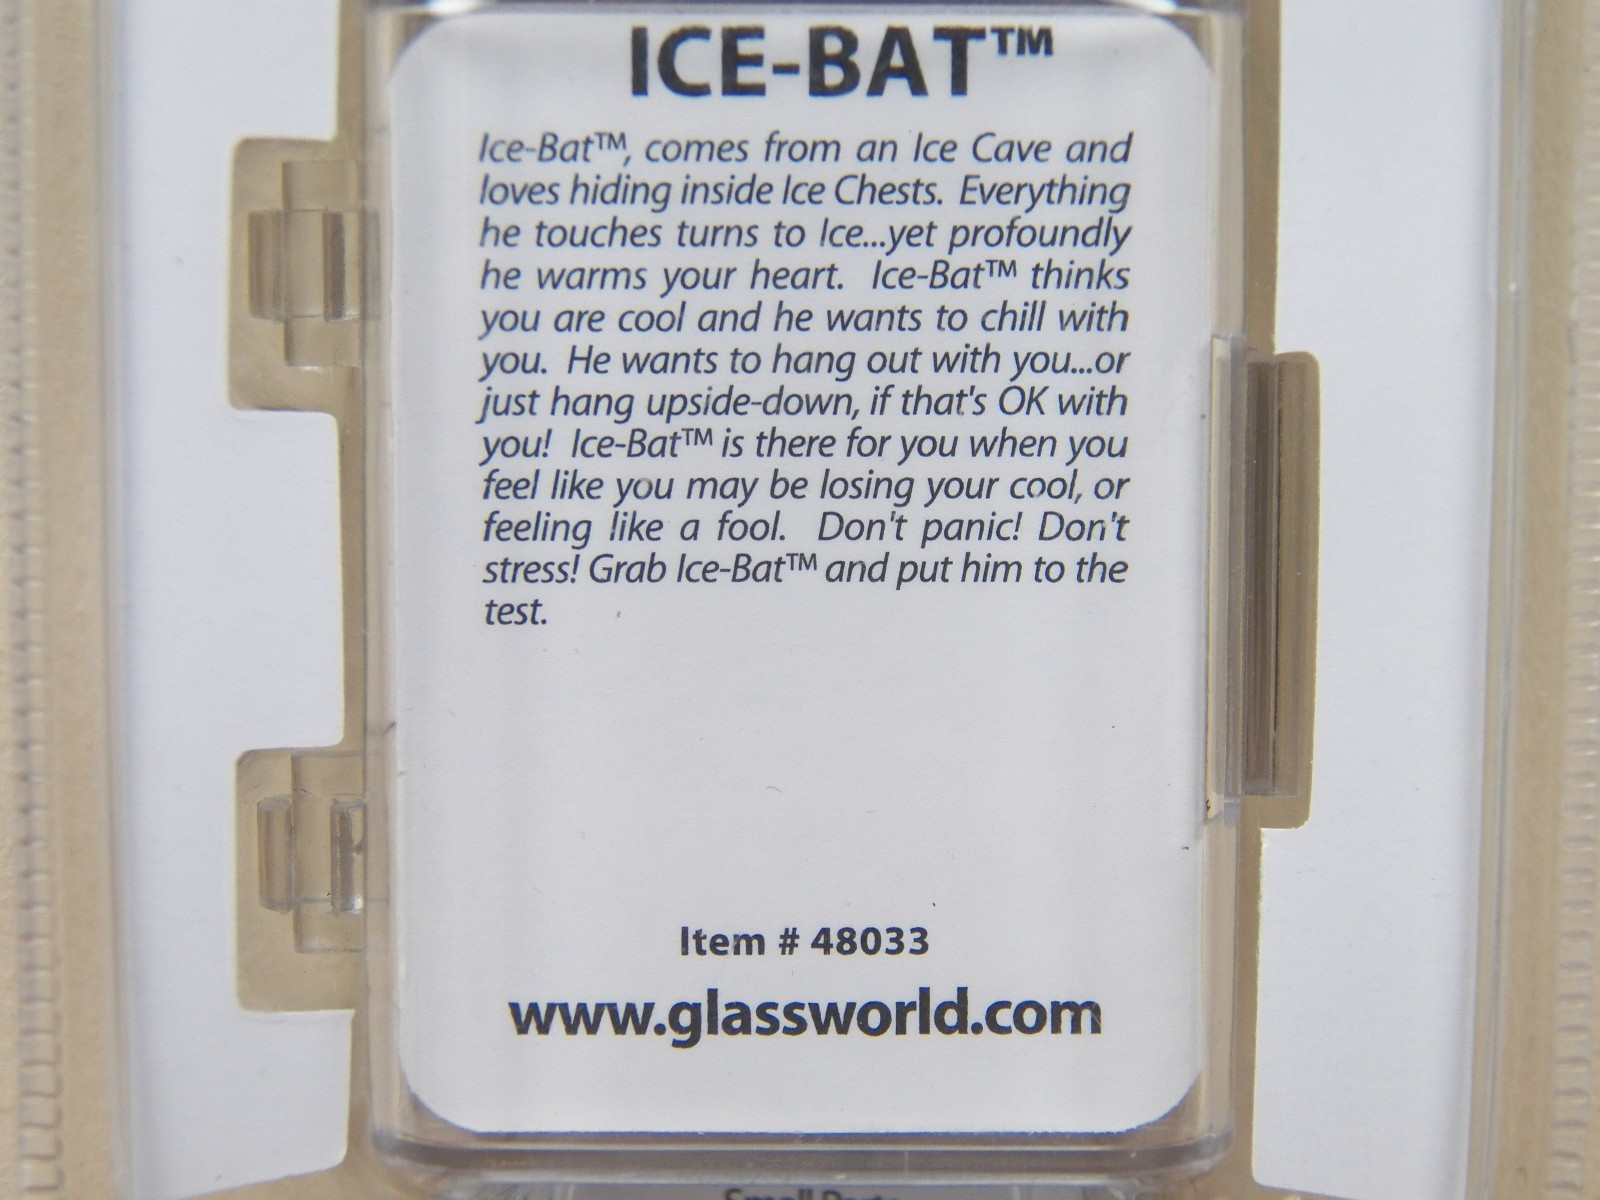 ICE-BAT™
Ice-Bat™, comes from an Ice Cave and
loves hiding inside Ice Chests. Everything
he touches turns to Ice...yet profoundly
he warms your heart. Ice-Bat™ thinks
you are cool and he wants to chill with
you. He wants to hang out with you...or
just hang upside-down, if that's OK with
you! Ice-Bat™ is there for you when you
feel like you may be losing your cool, or
feeling like a fool. Don't panic! Don't
stress! Grab Ice-Bat™ and put him to the
test.
Item # 48033
www.glassworld.com
Small Parts